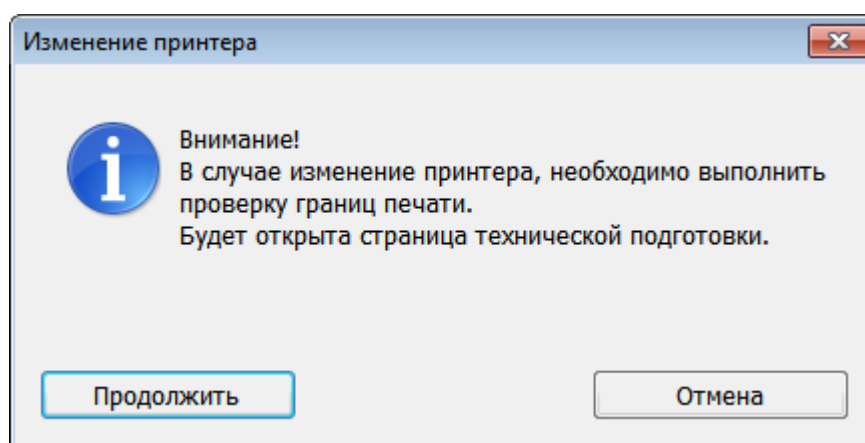 Изменение принтера
Внимание!
В случае изменение принтера, необходимо выполнить
проверку границ печати.
Будет открыта страница технической подготовки.
Продолжить
Отмена